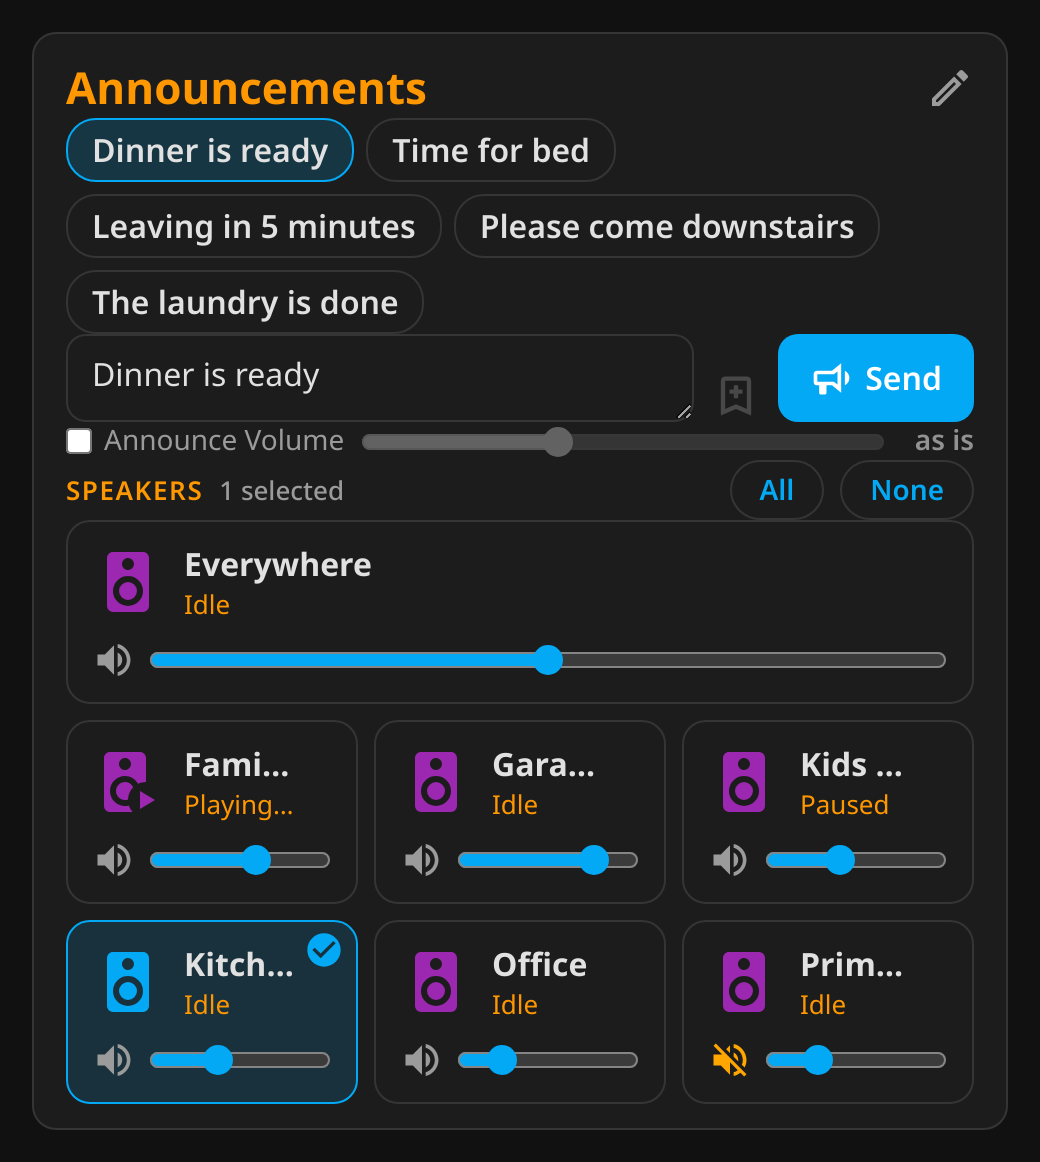 Announcements
Dinner is ready
Time for bed
Leaving in 5 minutes
Please come downstairs
The laundry is done
Dinner is ready
Send
Announce Volume
as is
SPEAKERS 1 selected
All
None
Everywhere
Idle
Fami...
Playing...
Gara...
Idle
Kids ...
Paused
Kitch...
Idle
Office
Idle
Prim...
Idle